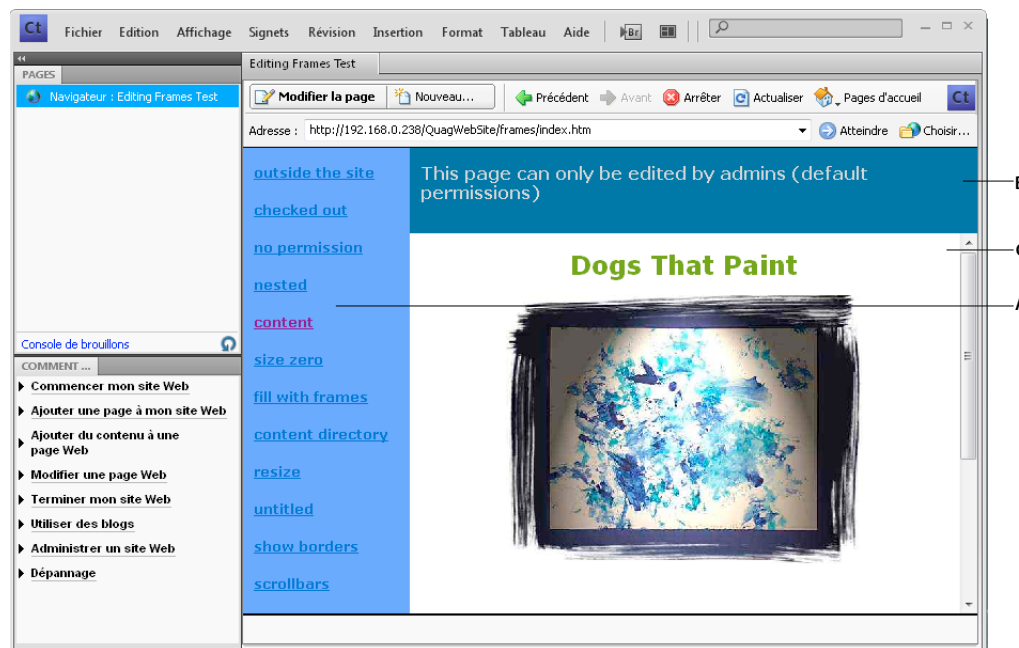 Ct Fichier Edition Affichage Signets Révision Insertion Format Tableau Aide Br
PAGES
Navigateur : Editing Frames Test
Console de brouillons
COMMENT ...
Commencer mon site Web
Ajouter une page à mon site Web
Ajouter du contenu à une
page Web
Modifier une page Web
Terminer mon site Web
Utiliser des blogs
Administrer un site Web
Dépannage
Editing Frames Test
Modifier la page Nouveau... Précédent Avant Arrêter Actualiser Pages d'accueil Ct
Adresse : http://192.168.0.238/QuagWebSite/frames/index.htm Atteindre Choisir...
outside the site
checked out
no permission
nested
content
size zero
fill with frames
content directory
resize
untitled
show borders
scrollbars
This page can only be edited by admins (default
permissions)
Dogs That Paint